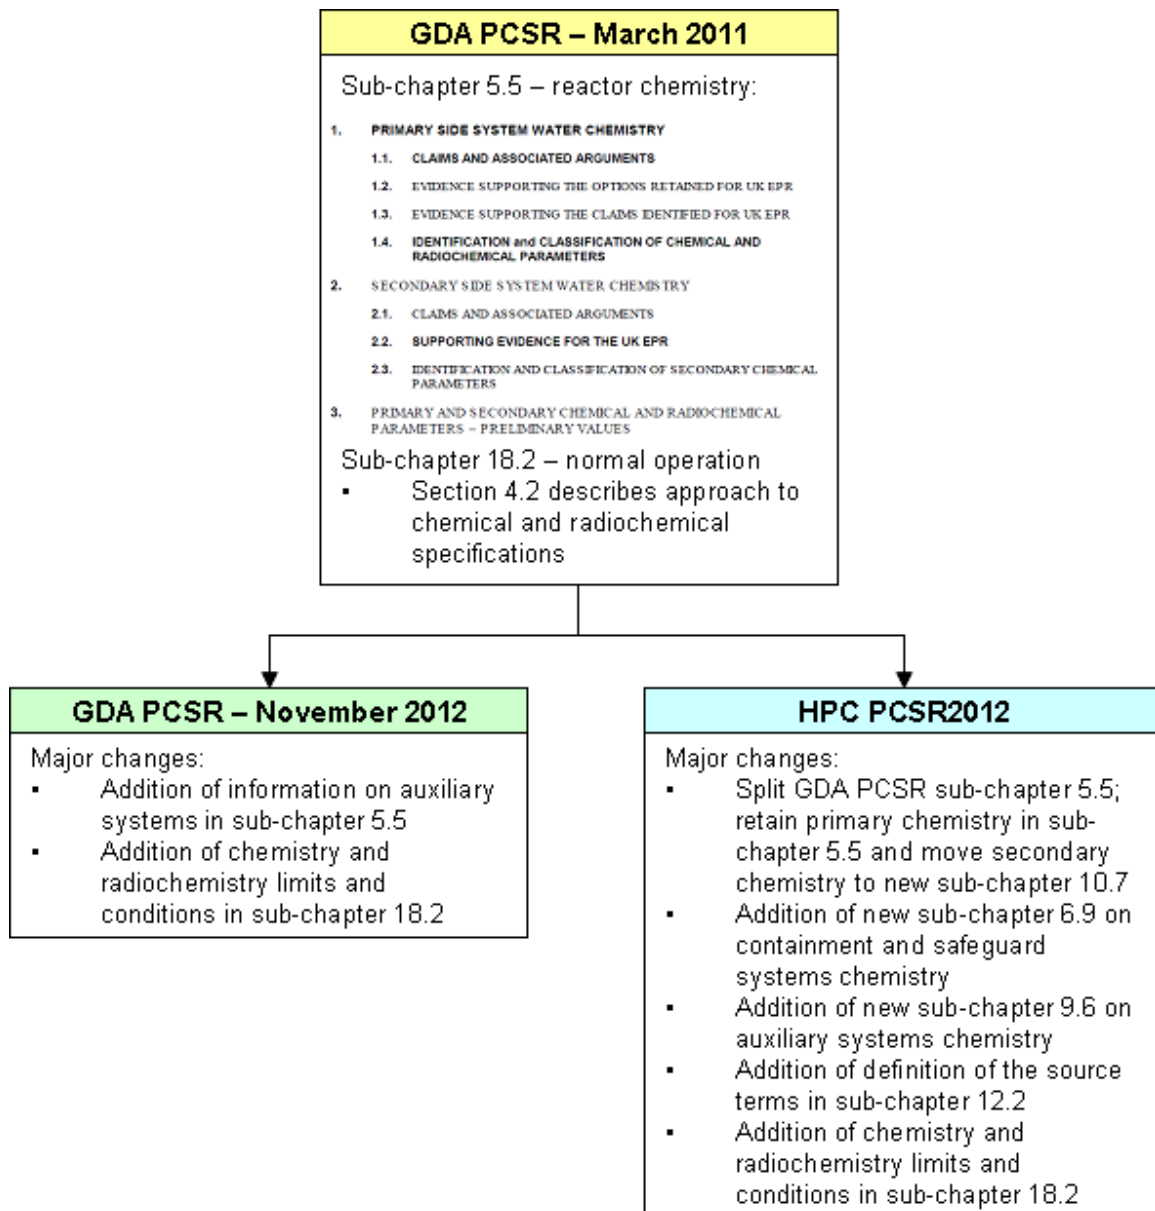 GDA PCSR – March 2011
Sub-chapter 5.5 – reactor chemistry:
1. PRIMARY SIDE SYSTEM WATER CHEMISTRY
1.1. CLAIMS AND ASSOCIATED ARGUMENTS
1.2. EVIDENCE SUPPORTING THE OPTIONS RETAINED FOR UK EPR
1.3. EVIDENCE SUPPORTING THE CLAIMS IDENTIFIED FOR UK EPR
1.4. IDENTIFICATION and CLASSIFICATION OF CHEMICAL AND
RADIOCHEMICAL PARAMETERS
2. SECONDARY SIDE SYSTEM WATER CHEMISTRY
2.1. CLAIMS AND ASSOCIATED ARGUMENTS
2.2. SUPPORTING EVIDENCE FOR THE UK EPR
2.3. IDENTIFICATION AND CLASSIFICATION OF SECONDARY CHEMICAL
PARAMETERS
3. PRIMARY AND SECONDARY CHEMICAL AND RADIOCHEMICAL
PARAMETERS – PRELIMINARY VALUES
Sub-chapter 18.2 – normal operation
▪ Section 4.2 describes approach to
chemical and radiochemical
specifications
GDA PCSR – November 2012
Major changes:
▪ Addition of information on auxiliary
systems in sub-chapter 5.5
▪ Addition of chemistry and
radiochemistry limits and
conditions in sub-chapter 18.2
HPC PCSR2012
Major changes:
▪ Split GDA PCSR sub-chapter 5.5;
retain primary chemistry in sub-
chapter 5.5 and move secondary
chemistry to new sub-chapter 10.7
▪ Addition of new sub-chapter 6.9 on
containment and safeguard
systems chemistry
▪ Addition of new sub-chapter 9.6 on
auxiliary systems chemistry
▪ Addition of definition of the source
terms in sub-chapter 12.2
▪ Addition of chemistry and
radiochemistry limits and
conditions in sub-chapter 18.2